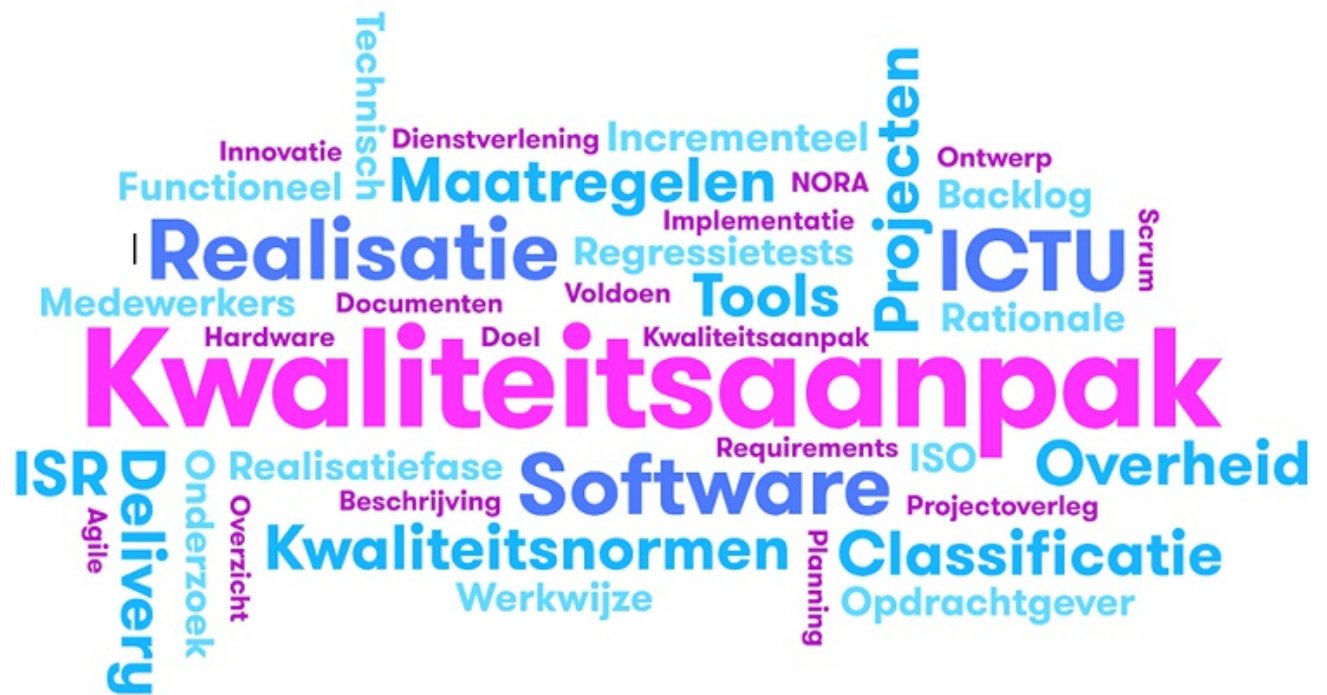 Technisch
Projecten
Dienstverlening
Incrementeel
Innovatie
Ontwerp
Functioneel
Maatregelen
NORA
Backlog
Implementatie
Scrum
Realisatie
Regressietests
ICTU
Medewerkers
Documenten
Voldoen
Tools
Rationale
Hardware
Doel
Kwaliteitsaanpak
Kwaliteitsaanpak
Requirements
ISO
Overheid
ISR
Delivery
Onderzoek
Realisatiefase
Software
Agile
Overzicht
Beschrijving
Projectoverleg
Kwaliteitsnormen
Planning
Classificatie
Werkwijze
Opdrachtgever